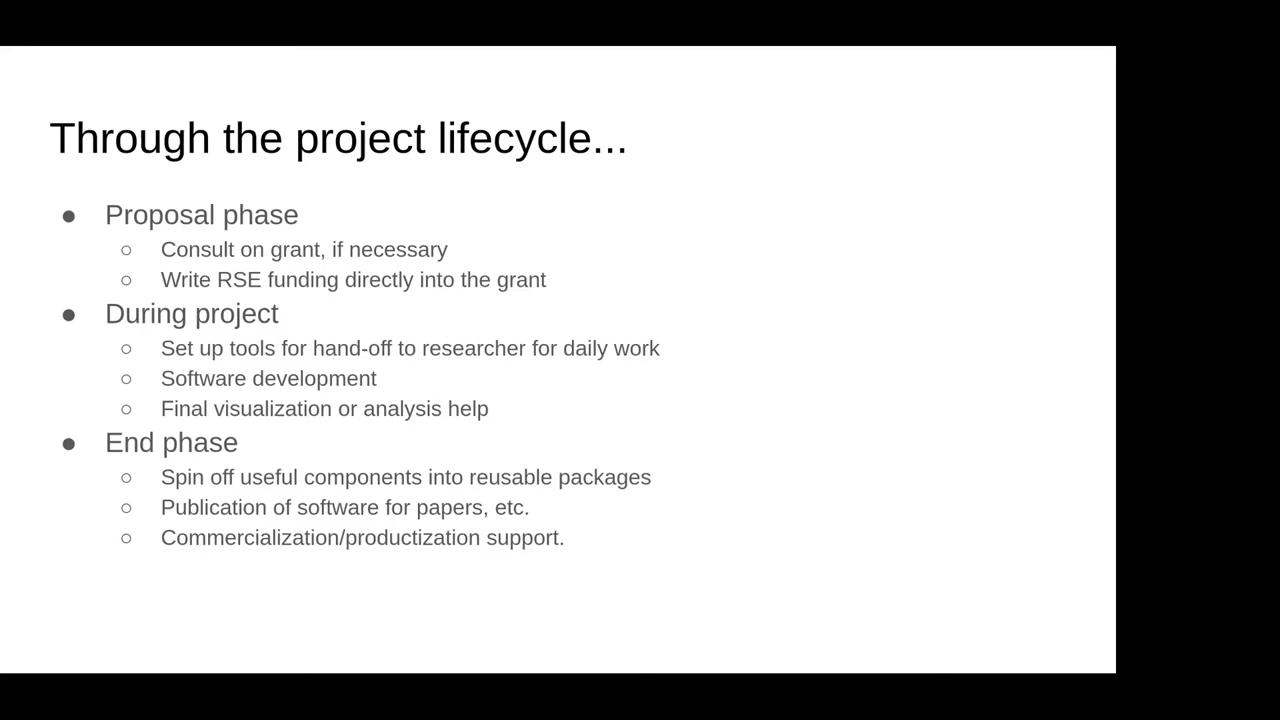 Through the project lifecycle...
● Proposal phase
○ Consult on grant, if necessary
○ Write RSE funding directly into the grant
● During project
○ Set up tools for hand-off to researcher for daily work
○ Software development
○ Final visualization or analysis help
● End phase
○ Spin off useful components into reusable packages
○ Publication of software for papers, etc.
○ Commercialization/productization support.